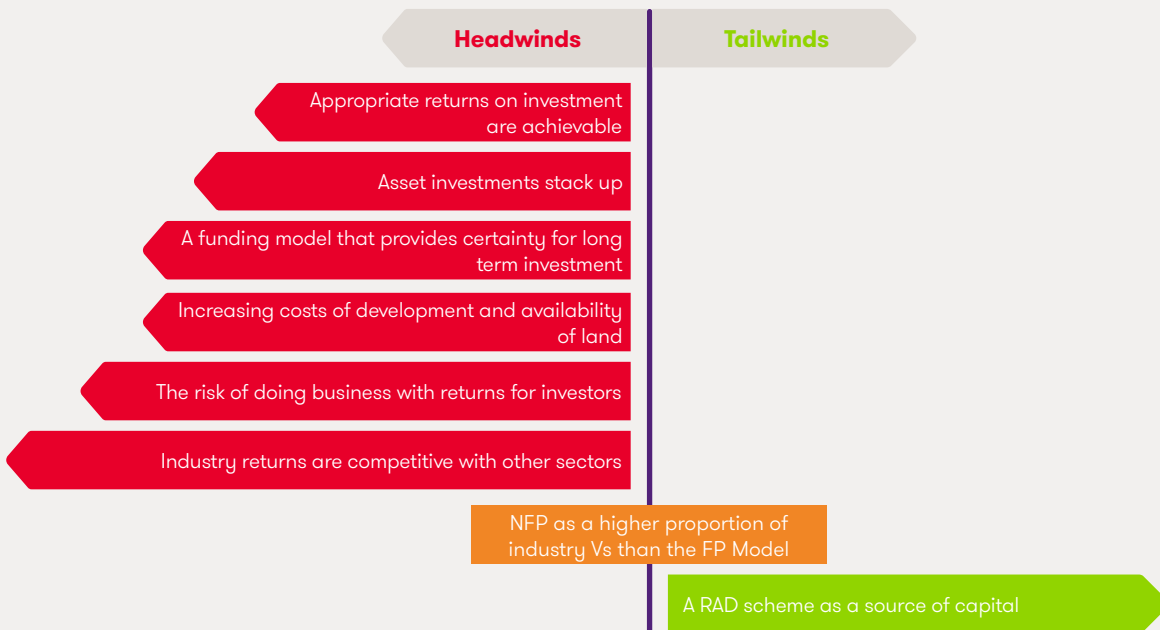 Headwinds
Tailwinds
Appropriate returns on investment
are achievable
Asset investments stack up
A funding model that provides certainty for long
term investment
Increasing costs of development and availability
of land
The risk of doing business with returns for investors
Industry returns are competitive with other sectors
NFP as a higher proportion of
industry Vs than the FP Model
A RAD scheme as a source of capital